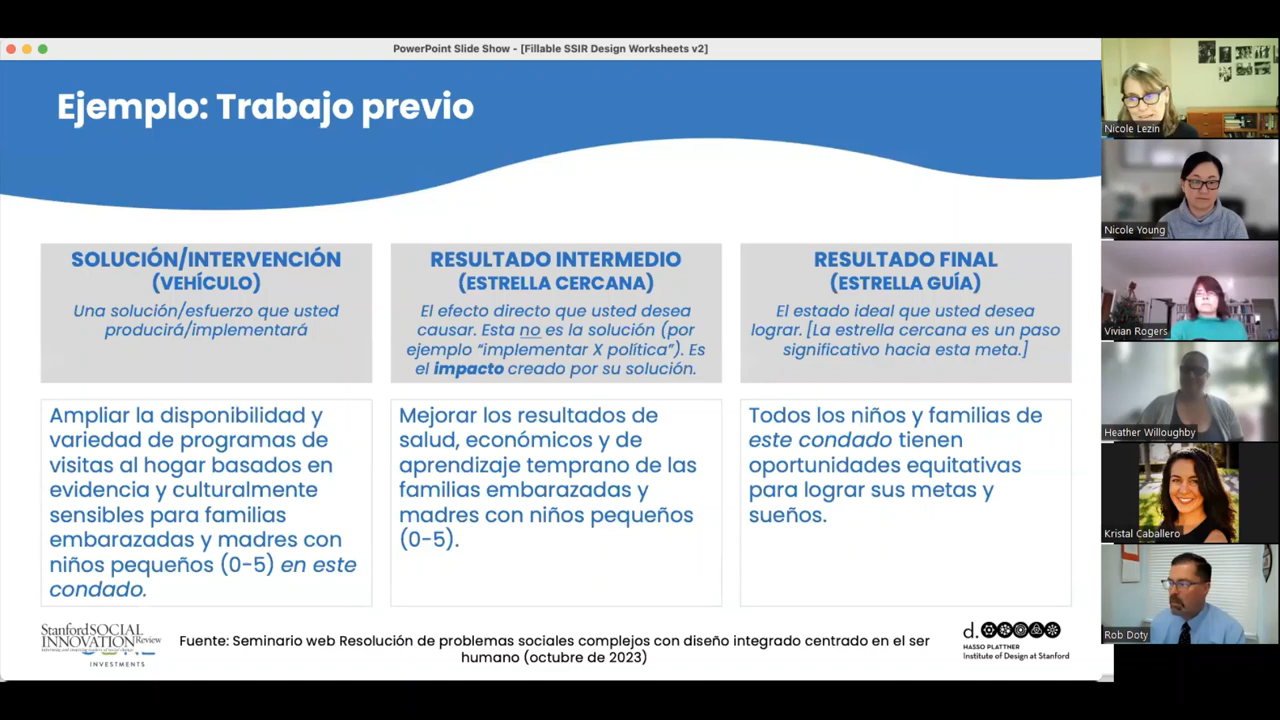 PowerPoint Slide Show - [Fillable SSIR Design Worksheets v2]
Ejemplo: Trabajo previo
SOLUCIÓN/INTERVENCIÓN
(VEHÍCULO)
Una solución/esfuerzo que usted
producirá/implementará
RESULTADO INTERMEDIO
(ESTRELLA CERCANA)
El efecto directo que usted desea
causar. Esta no es la solución (por
ejemplo “implementar X política”). Es
el impacto creado por su solución.
RESULTADO FINAL
(ESTRELLA GUÍA)
El estado ideal que usted desea
lograr. [La estrella cercana es un paso
significativo hacia esta meta.]
Ampliar la disponibilidad y
variedad de programas de
visitas al hogar basados en
evidencia y culturalmente
sensibles para familias
embarazadas y madres con
niños pequeños (0-5) en este
condado.
Mejorar los resultados de
salud, económicos y de
aprendizaje temprano de las
familias embarazadas y
madres con niños pequeños
(0-5).
Todos los niños y familias de
este condado tienen
oportunidades equitativas
para lograr sus metas y
sueños.
Stanford SOCIAL
INNOVATION Review
INVESTMENTS
Fuente: Seminario web Resolución de problemas sociales complejos con diseño integrado centrado en el ser
humano (octubre de 2023)
d.
HASSO PLATTNER
Institute of Design at Stanford
Nicole Lezin
Nicole Young
Vivian Rogers
Heather Willoughby
Kristal Caballero
Rob Doty